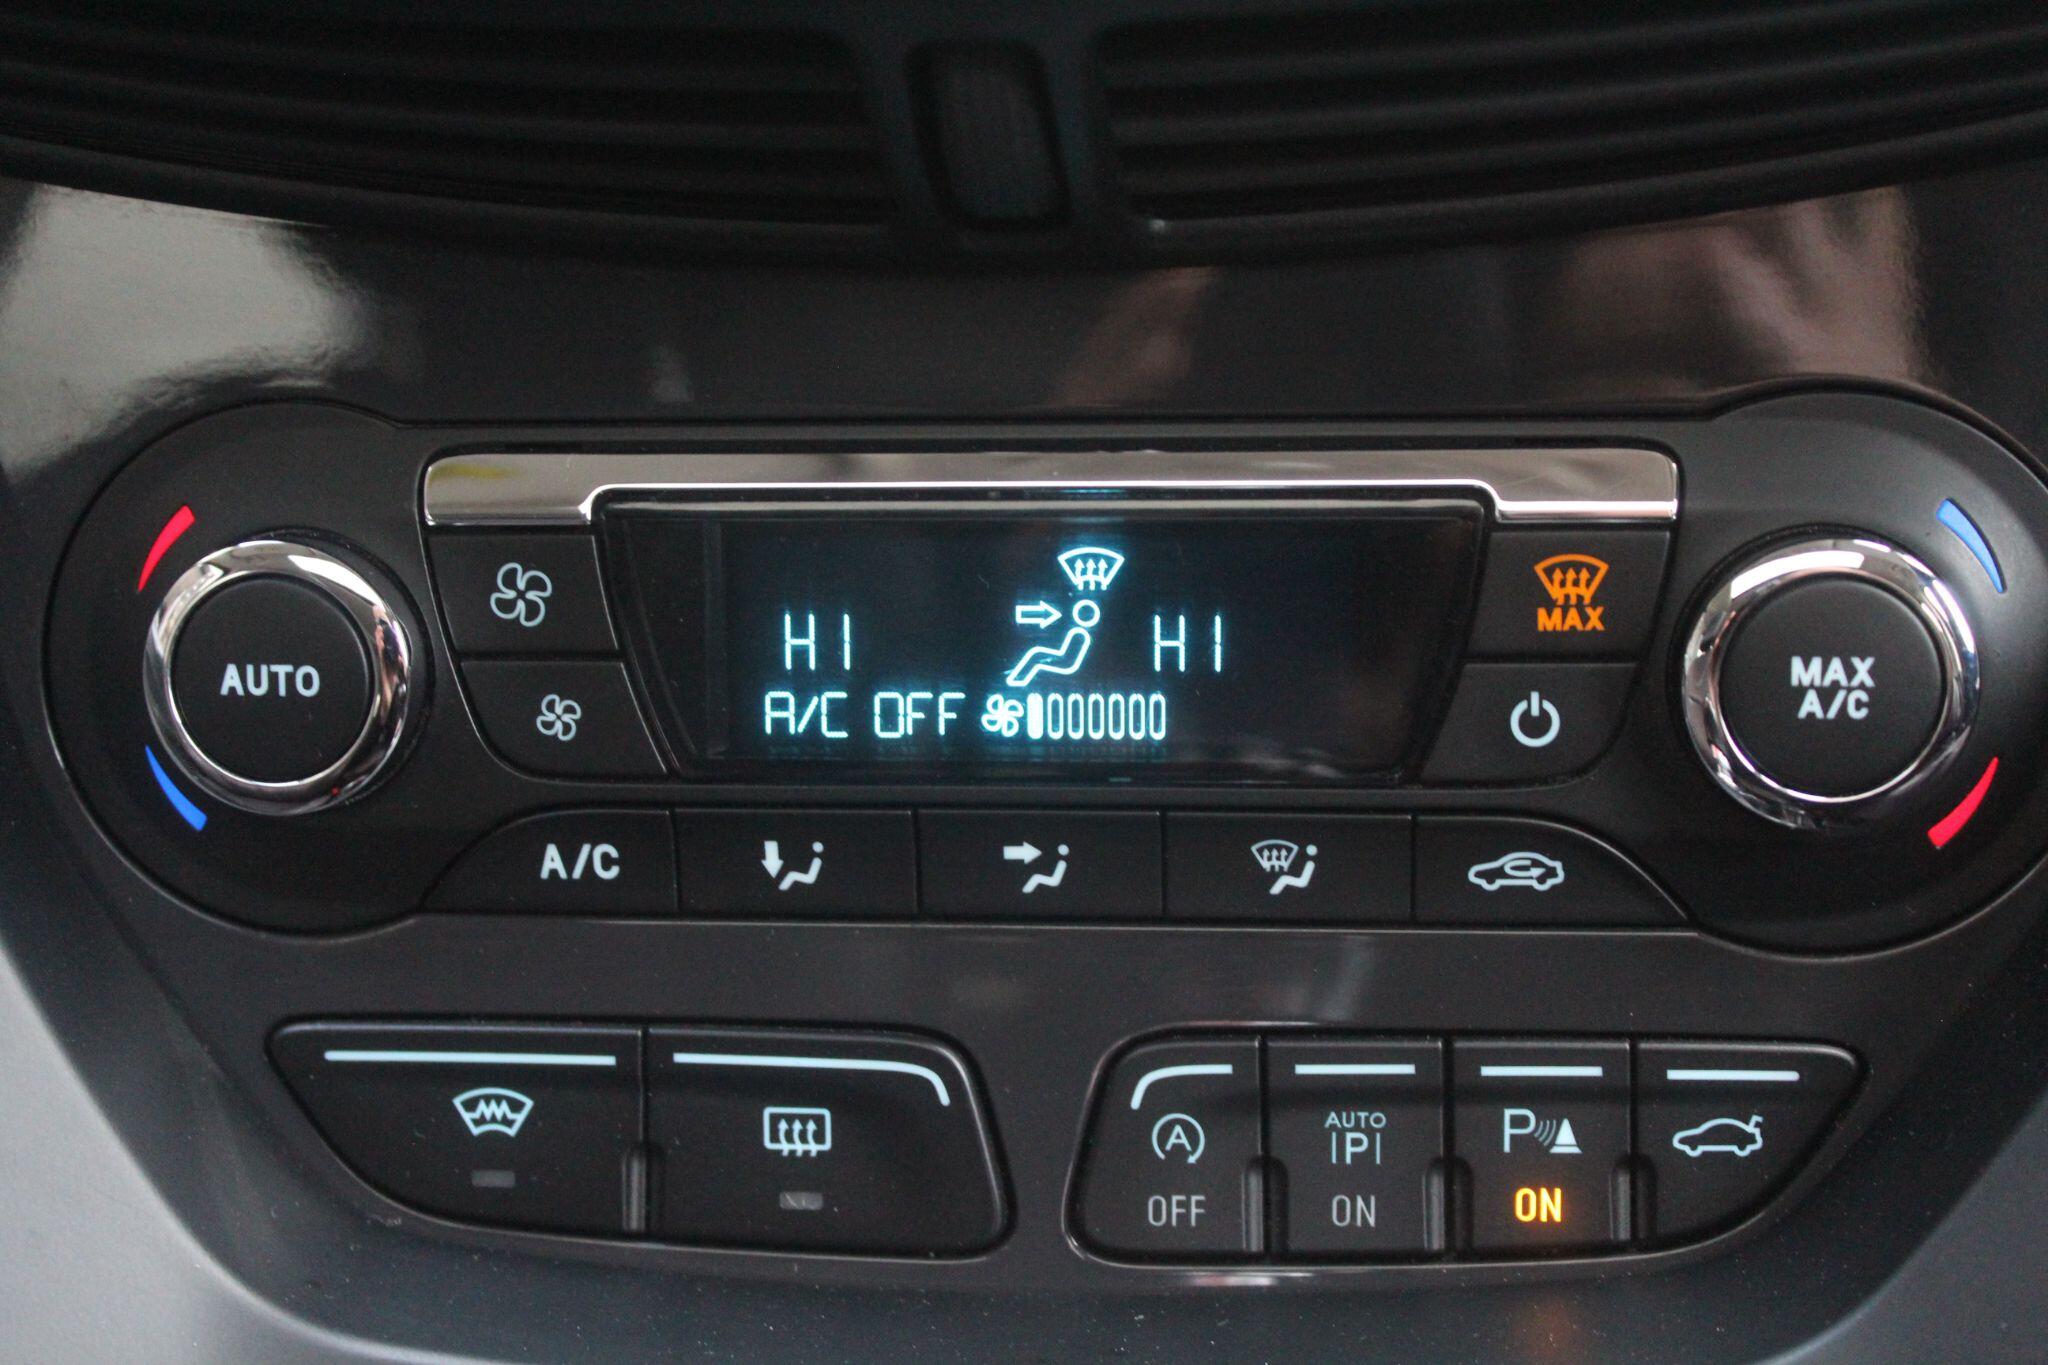 HI HI
A/C OFF
AUTO
MAX
MAX
A/C
A/C
A
AUTO
P
P
OFF
ON
ON